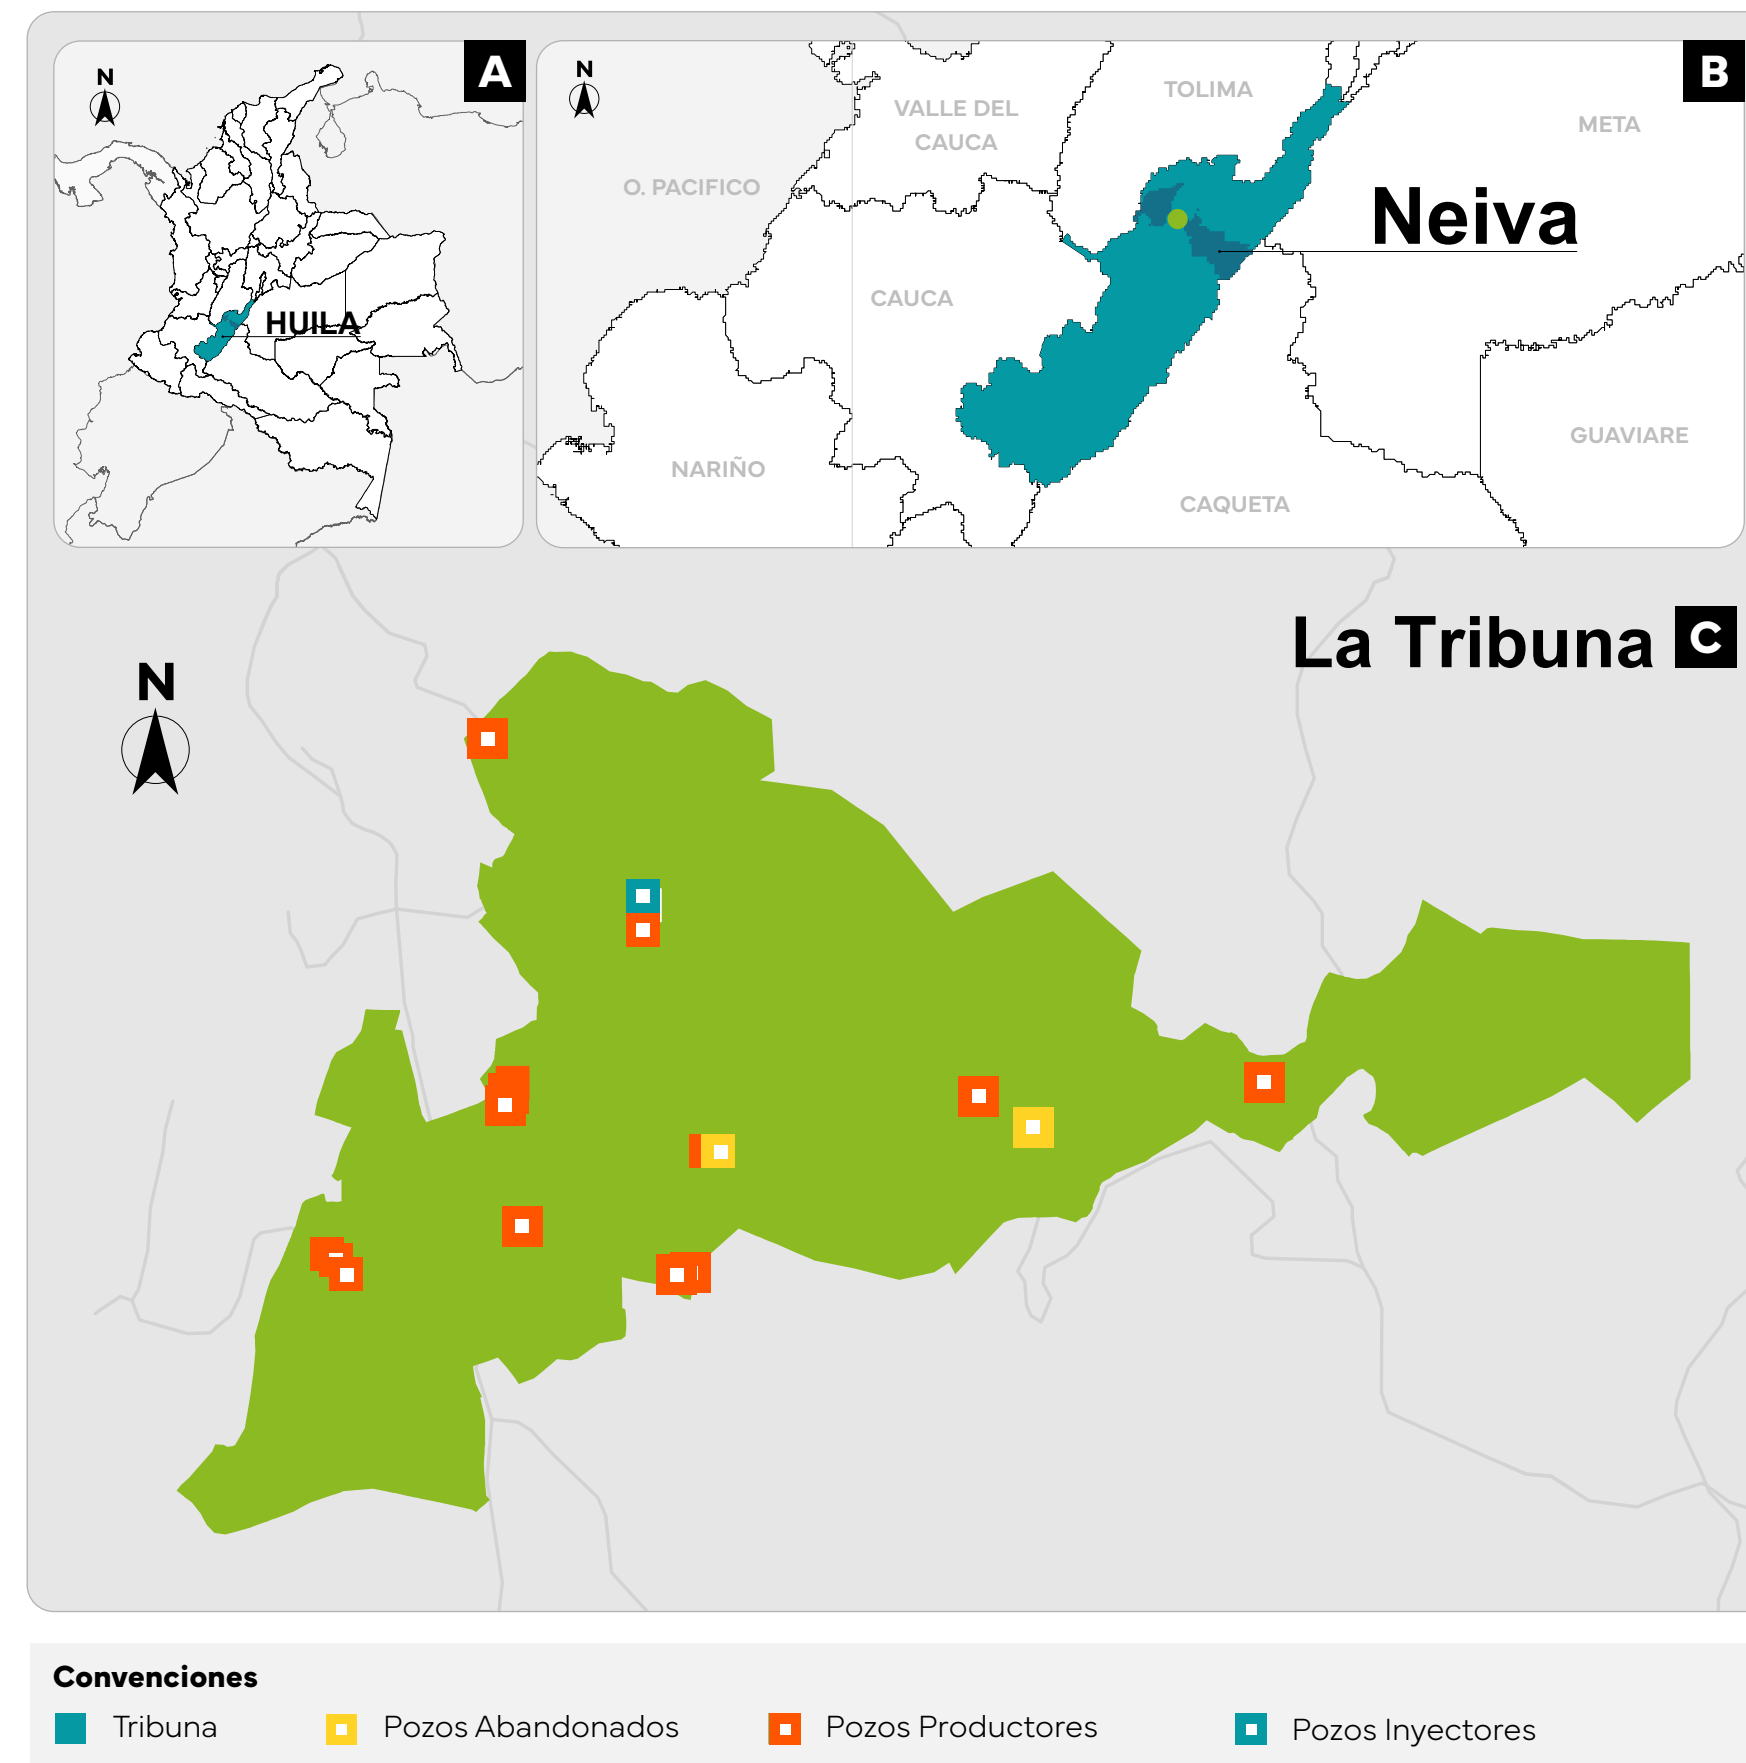 N
A
HUILA
N
B
TOLIMA
VALLE DEL
CAUCA
META
O. PACIFICO
Neiva
CAUCA
GUAVIARE
NARIÑO
CAQUETA
La Tribuna
C
N
Convenciones
Tribuna
Pozos Abandonados
Pozos Productores
Pozos Inyectores